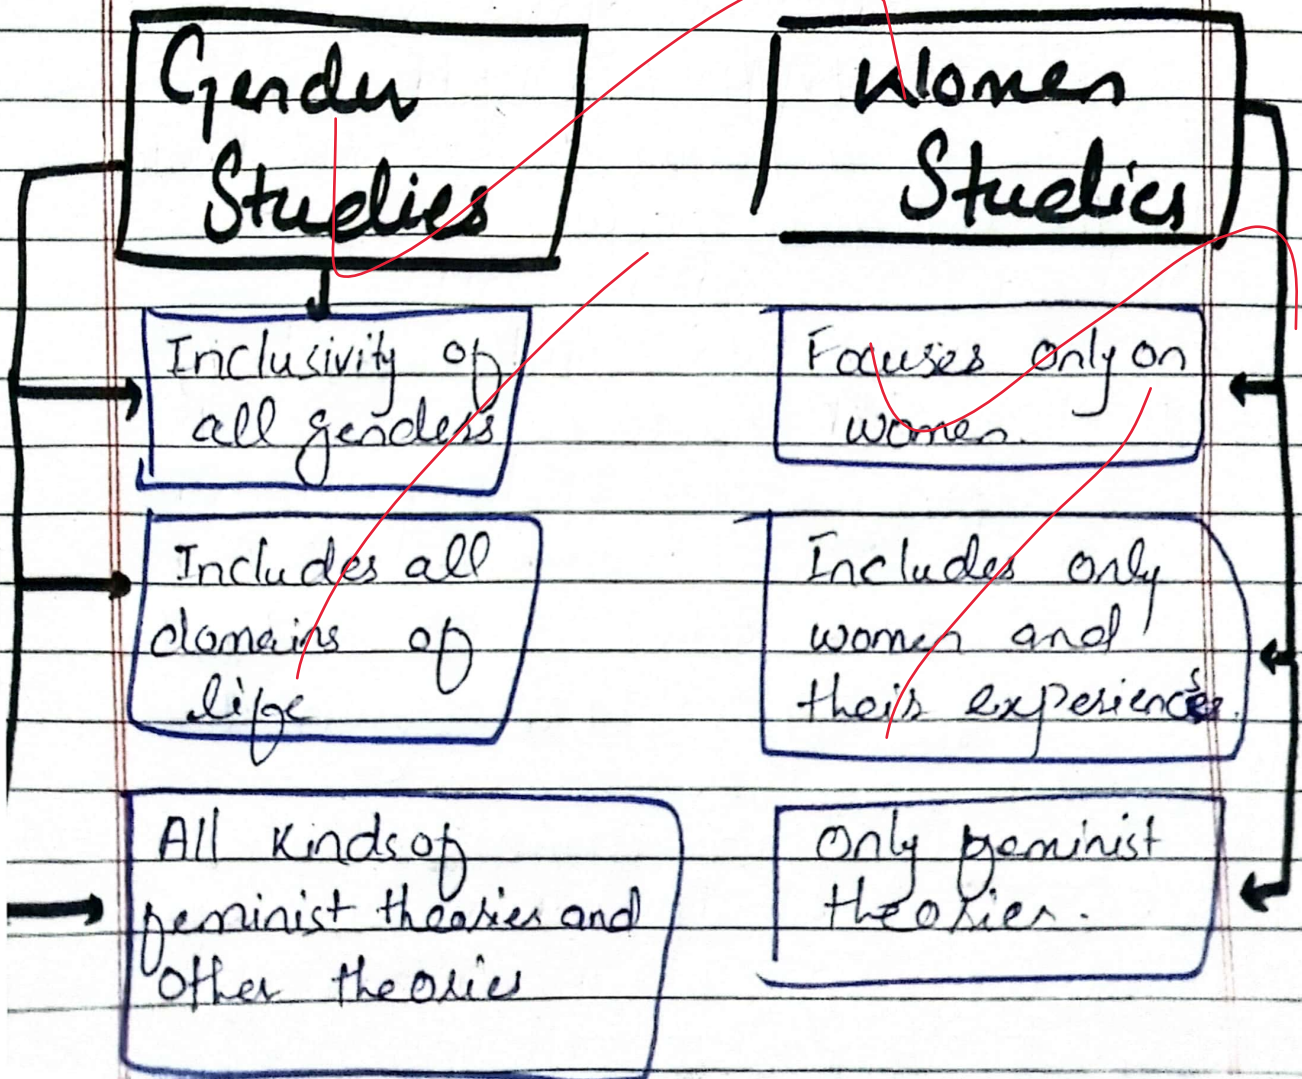 Gender
Studies
Women
Studies
Inclusivity of
all genders
Focuses only on
women.
Includes all
domains of
life
Includes only
women and
their experiences.
All kinds of
feminist theories and
other theories
Only feminist
theories.